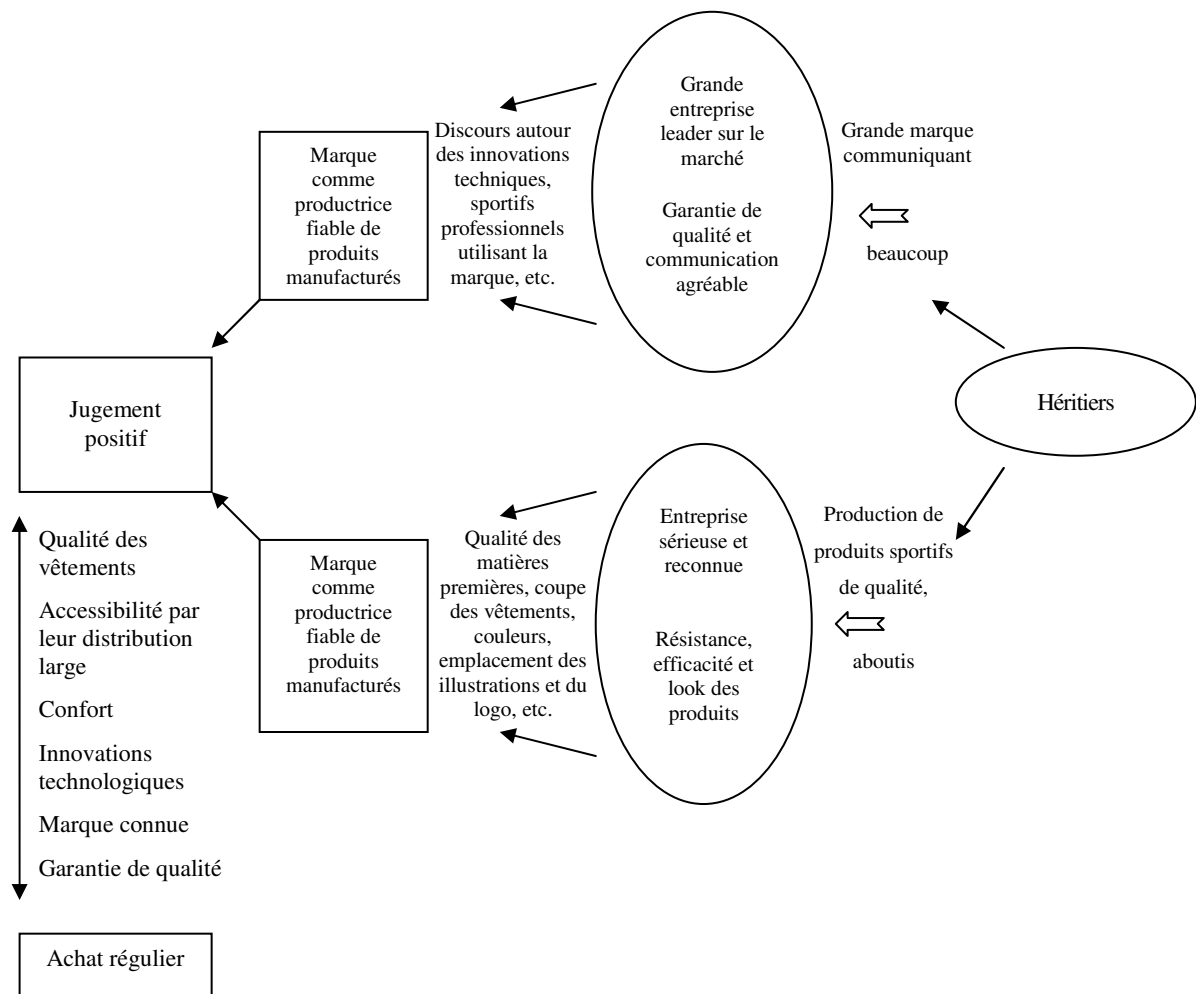 Grande
entreprise
leader sur le
marché
Garantie de
qualité et
communication
agréable
Grande marque
communiquant
beaucoup
Discours autour
des innovations
techniques,
sportifs
professionnels
utilisant la
marque, etc.
Marque
comme
productrice
fiable de
produits
manufacturés
Jugement
positif
Héritiers
Production de
produits sportifs
de qualité,
aboutis
Entreprise
sérieuse et
reconnue
Résistance,
efficacité et
look des
produits
Qualité des
matières
premières, coupe
des vêtements,
couleurs,
emplacement des
illustrations et du
logo, etc.
Marque
comme
productrice
fiable de
produits
manufacturés
Qualité des
vêtements
Accessibilité par
leur distribution
large
Confort
Innovations
technologiques
Marque connue
Garantie de qualité
Achat régulier